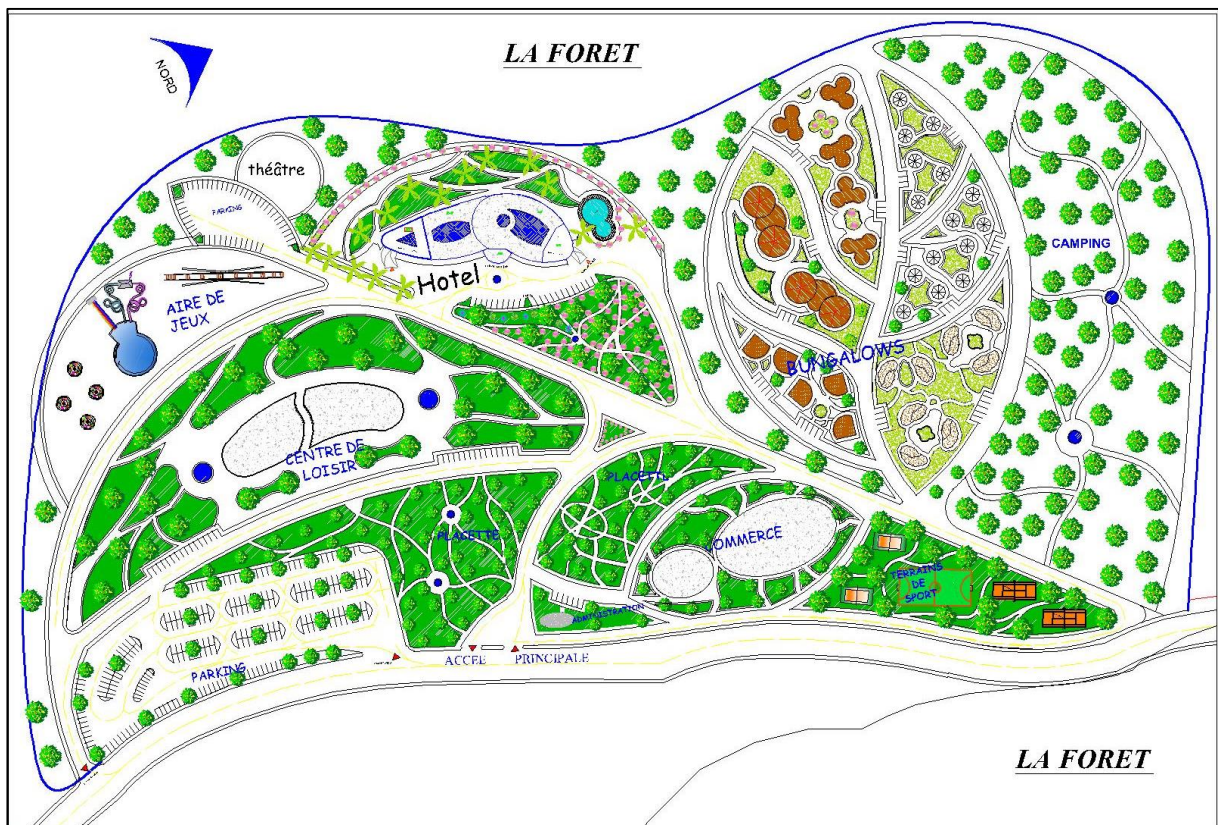 LA FORET
NORD
théâtre
PARKING
Hotel
AIRE DE
JEUX
CAMPING
BUNGALOWS
CENTRE DE
LOISIR
PLACETTE
OMMERCE
PLACETTE
TERRAINS
DE
SPORT
ADMINISTRATION
ACCEE PRINCIPALE
PARKING
LA FORET